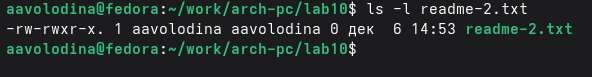 aavolodina@fedora:~/work/arch-pc/lab10$ ls -l readme-2.txt
-rw-rwxr-x. 1 aavolodina aavolodina 0 дек  6 14:53 readme-2.txt
aavolodina@fedora:~/work/arch-pc/lab10$